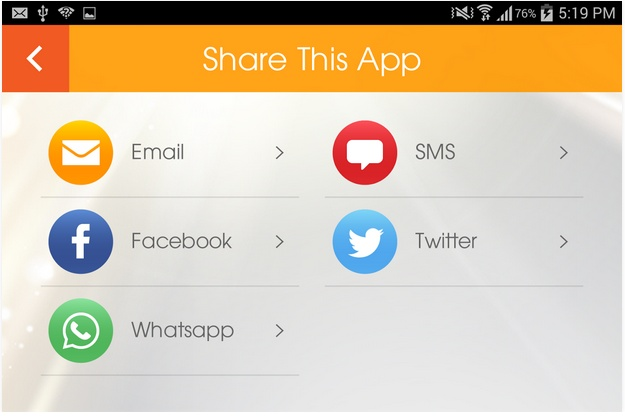 76% 5:19 PM
Share This App
Email
SMS
Facebook
Twitter
Whatsapp